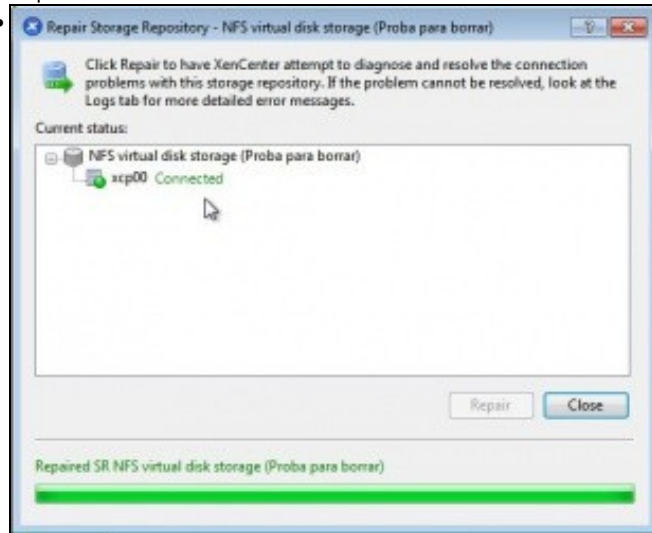 Repair Storage Repository - NFS virtual disk storage (Proba para borrar)
Click Repair to have XenCenter attempt to diagnose and resolve the connection
problems with this storage repository. If the problem cannot be resolved, look at the
Logs tab for more detailed error messages.
Current status:
NFS virtual disk storage (Proba para borrar)
xcp00 Connected
Repair Close
Repaired SR NFS virtual disk storage (Proba para borrar)